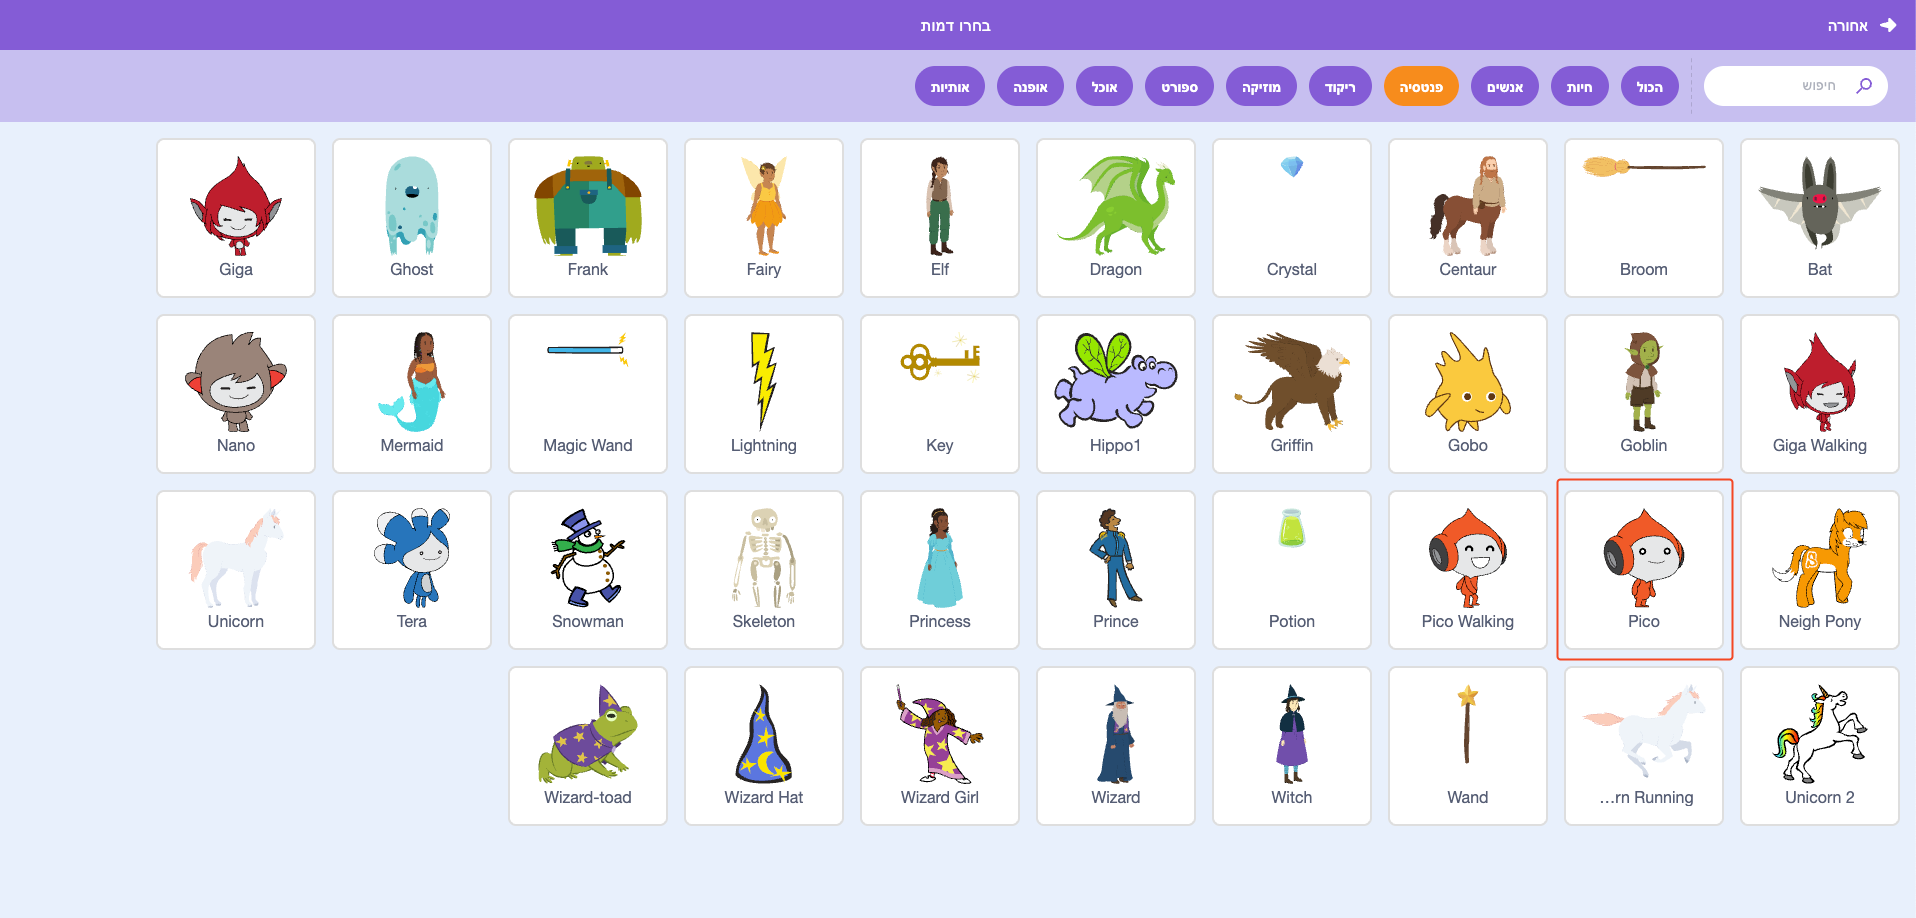 אחורה
בחרו דמות
חיפוש
הכול
חיות
אנשים
פנטסיה
ריקוד
מוזיקה
ספורט
אוכל
אופנה
אותיות
Bat
Broom
Centaur
Crystal
Dragon
Elf
Fairy
Frank
Ghost
Giga
Giga Walking
Goblin
Gobo
Griffin
Hippo1
Key
Lightning
Magic Wand
Mermaid
Nano
Neigh Pony
Pico
Pico Walking
Potion
Prince
Princess
Skeleton
Snowman
Tera
Unicorn
Unicorn 2
...rn Running
Wand
Witch
Wizard
Wizard Girl
Wizard Hat
Wizard-toad